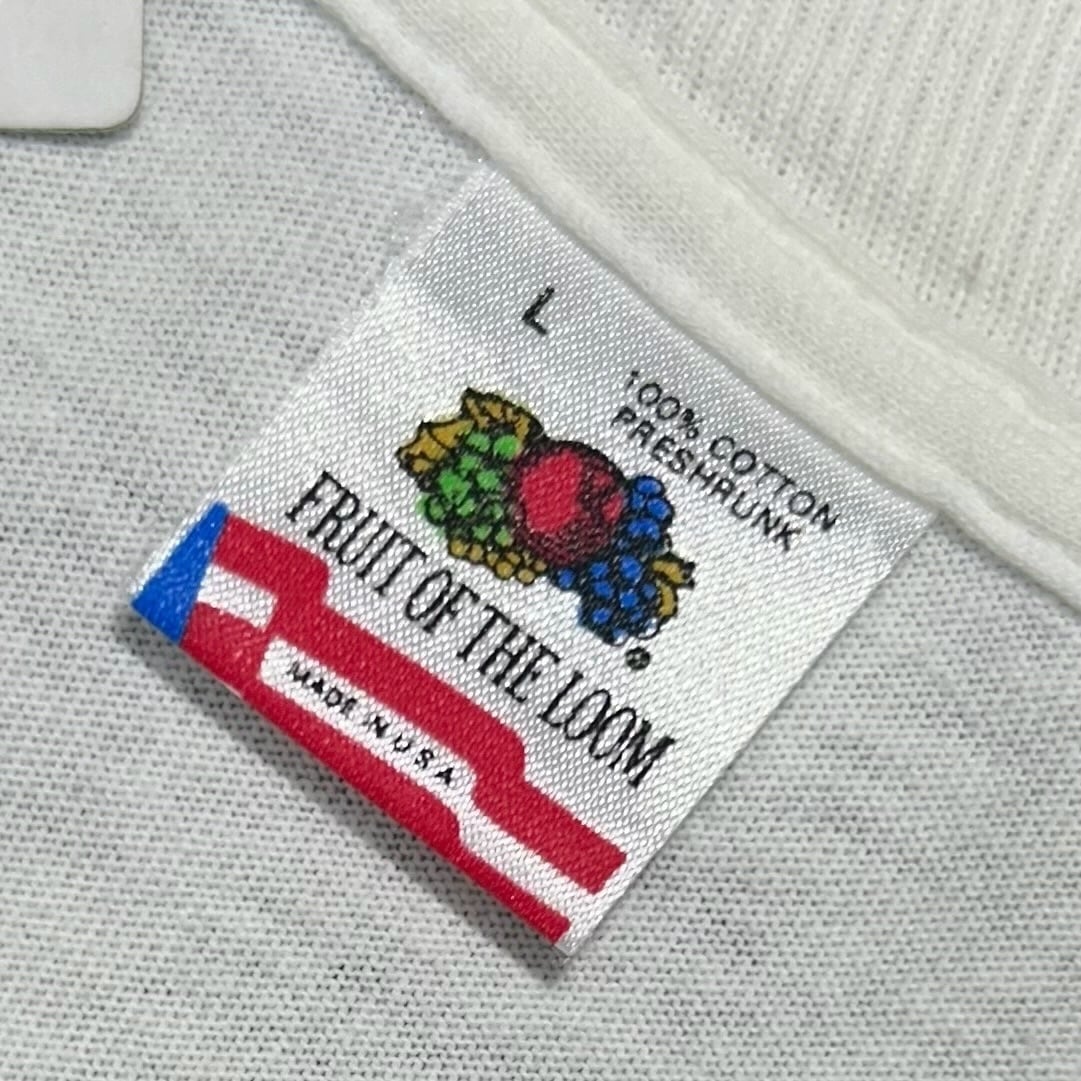 L
100% COTTON
PRESHRUNK
®
FRUIT OF THE LOOM
MADE IN USA